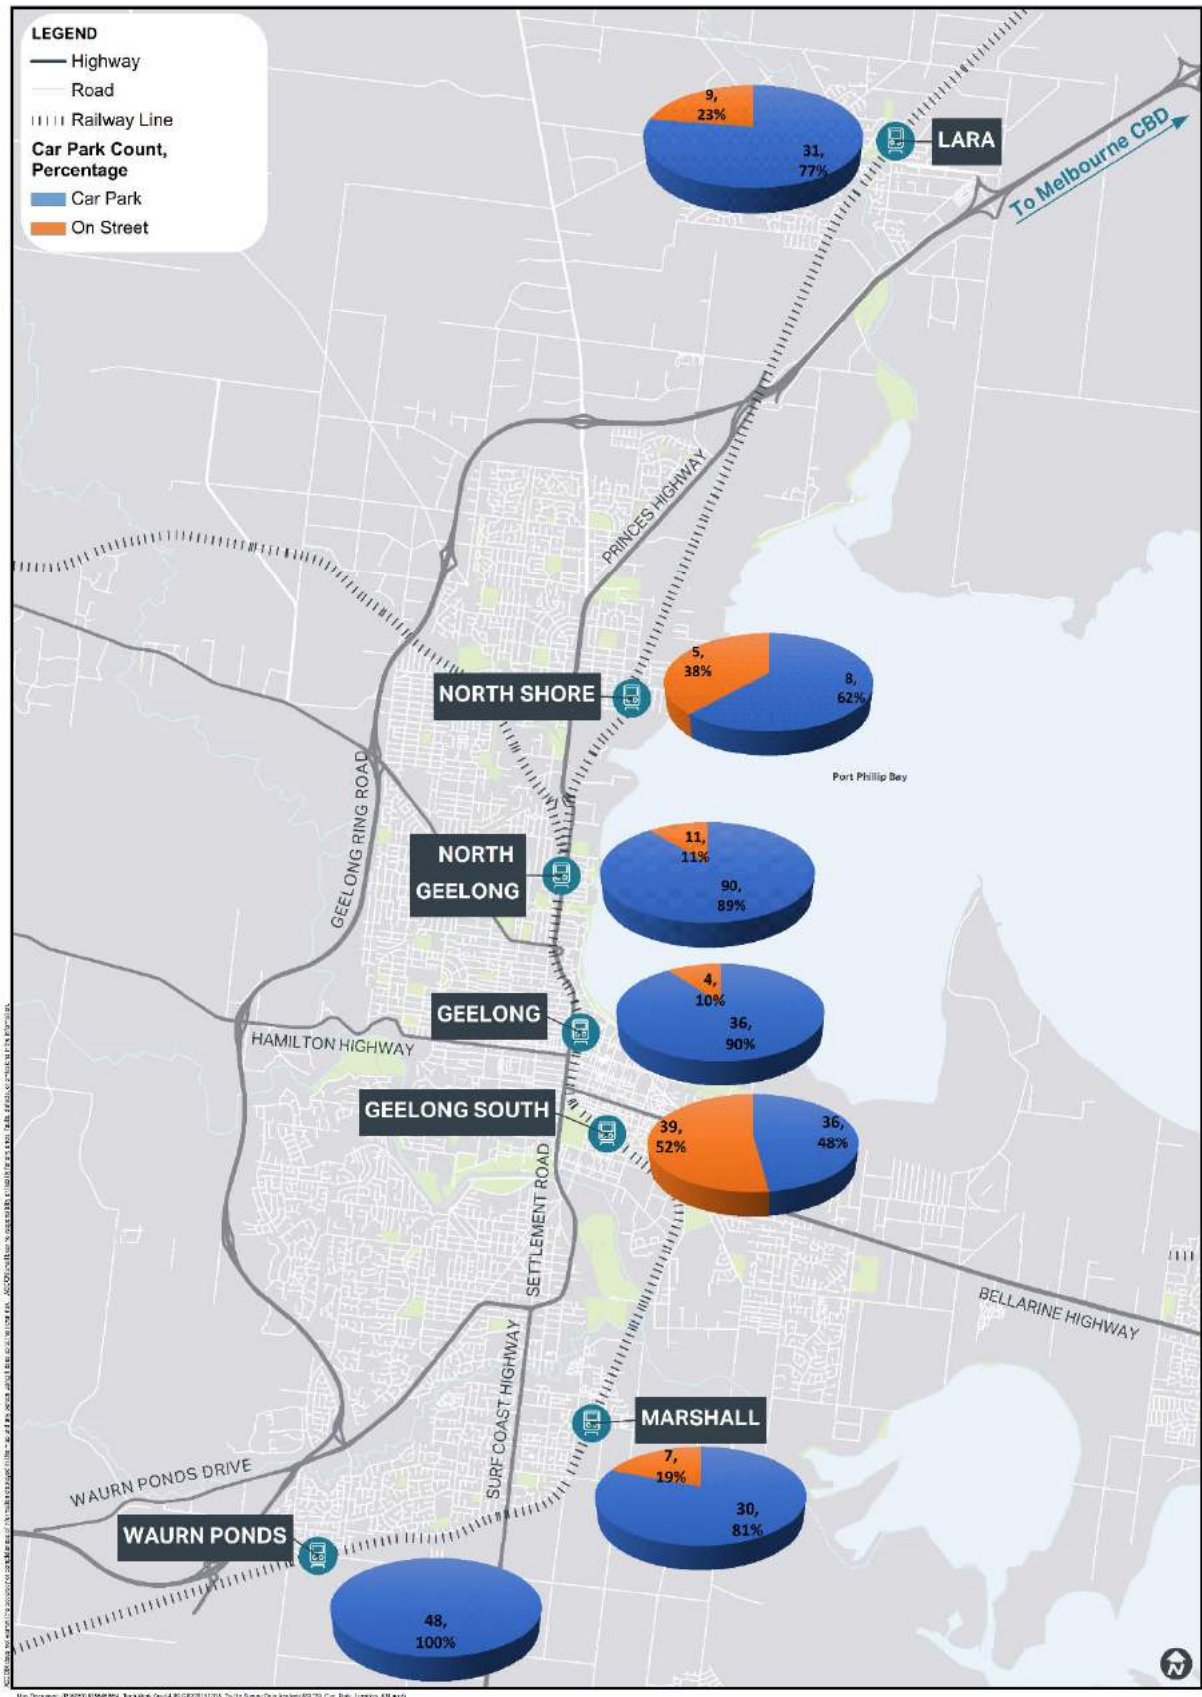 LEGEND
Highway
Road
Railway Line
Car Park Count,
Percentage
Car Park
On Street
9,
23%
31,
77%
LARA
To Melbourne CBD
PRINCES HIGHWAY
5,
38%
8,
62%
NORTH SHORE
Port Phillip Bay
GEELONG RING ROAD
NORTH
GEELONG
11,
11%
90,
89%
4,
10%
36,
90%
GEELONG
HAMILTON HIGHWAY
GEELONG SOUTH
39,
52%
36,
48%
SETTLEMENT ROAD
BELLARINE HIGHWAY
SURF COAST HIGHWAY
MARSHALL
7,
19%
30,
81%
WAURN PONDS DRIVE
WAURN PONDS
48,
100%
N